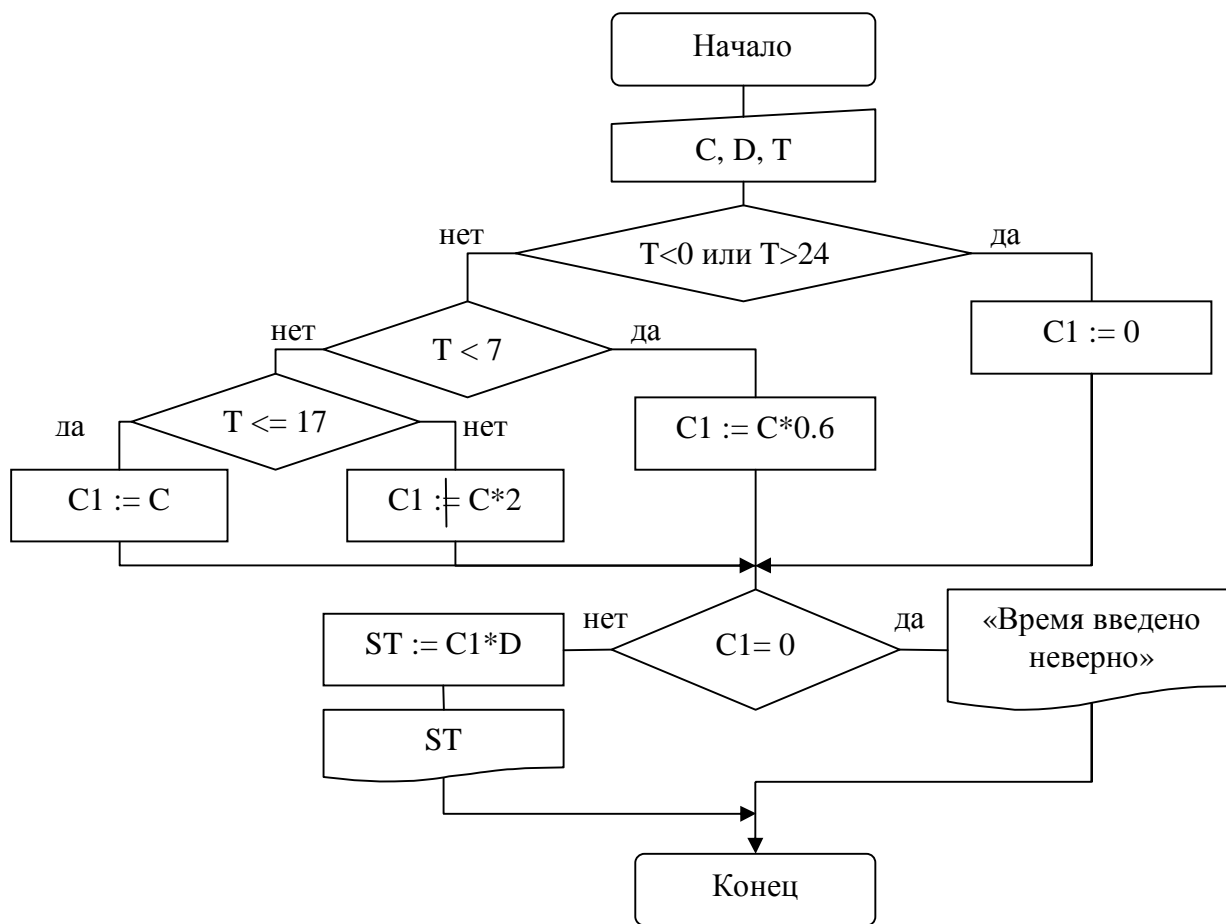 Начало
C, D, T
нет
T<0 или T>24
да
нет
T < 7
да
C1 := 0
да
T <= 17
нет
C1 := C*0.6
C1 := C
C1 := C*2
ST := C1*D
нет
C1= 0
да
«Время введено
неверно»
ST
Конец